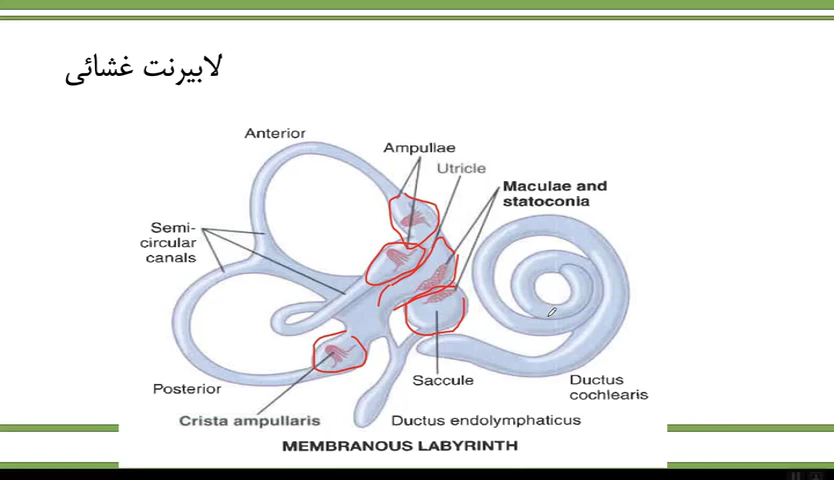 لابیرنت غشائی
Anterior
Ampullae
Utricle
Maculae and
statoconia
Semi-
circular
canals
Posterior
Saccule
Ductus
cochlearis
Crista ampullaris
Ductus endolymphaticus
MEMBRANOUS LABYRINTH